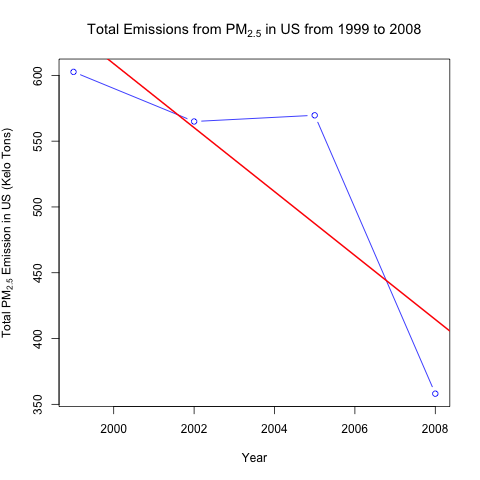 Total Emissions from PM2.5 in US from 1999 to 2008
Total PM2.5 Emission in US (Kelo Tons)
600
550
500
450
400
350
2000 2002 2004 2006 2008
Year